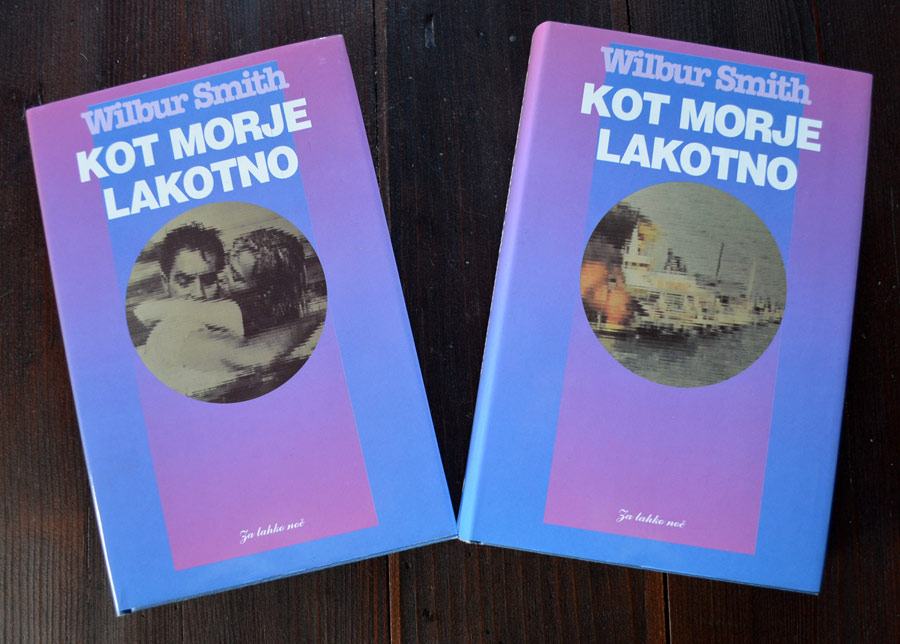 Wilbur Smith
KOT MORJE
LAKOTNO
Za lahko noč
Wilbur Smith
KOT MORJE
LAKOTNO
Za lahko noč